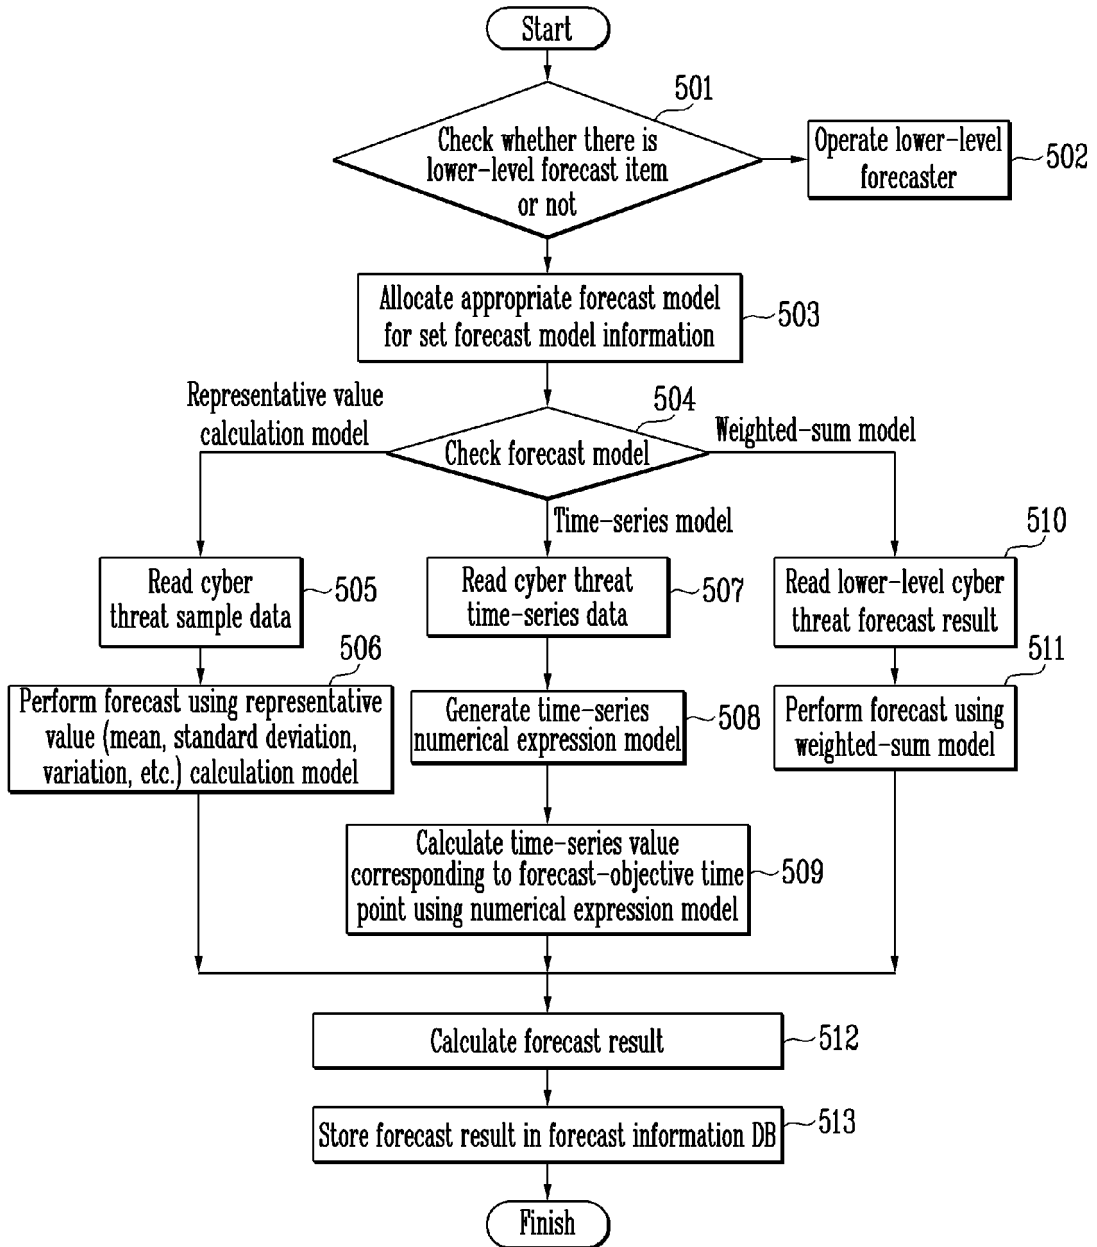 Start
501
Check whether there is
lower-level forecast item
or not
Operate lower-level
forecaster
502
Allocate appropriate forecast model
for set forecast model information
503
Representative value
calculation model
504
Check forecast model
Weighted-sum model
Time-series model
Read cyber
threat sample data
505
Read cyber threat
time-series data
507
510
Read lower-level cyber
threat forecast result
506
Perform forecast using representative
value (mean, standard deviation,
variation, etc.) calculation model
Generate time-series
numerical expression model
508
511
Perform forecast using
weighted-sum model
Calculate time-series value
corresponding to forecast-objective time
point using numerical expression model
509
Calculate forecast result
512
Store forecast result in forecast information DB
513
Finish